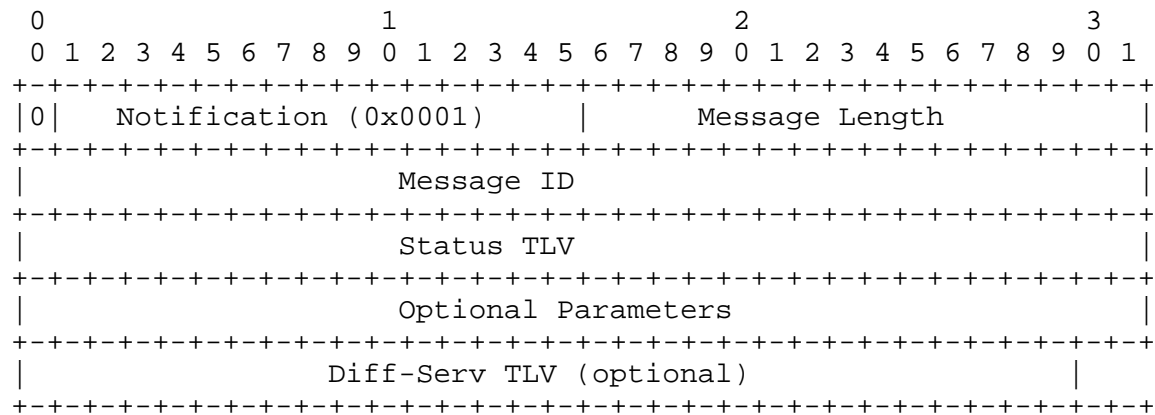 0                   1                   2                   3
 0 1 2 3 4 5 6 7 8 9 0 1 2 3 4 5 6 7 8 9 0 1 2 3 4 5 6 7 8 9 0 1
+-+-+-+-+-+-+-+-+-+-+-+-+-+-+-+-+-+-+-+-+-+-+-+-+-+-+-+-+-+-+-+-+
|0|   Notification (0x0001)     |      Message Length           |
+-+-+-+-+-+-+-+-+-+-+-+-+-+-+-+-+-+-+-+-+-+-+-+-+-+-+-+-+-+-+-+-+
|                     Message ID                                |
+-+-+-+-+-+-+-+-+-+-+-+-+-+-+-+-+-+-+-+-+-+-+-+-+-+-+-+-+-+-+-+-+
|                     Status TLV                                |
+-+-+-+-+-+-+-+-+-+-+-+-+-+-+-+-+-+-+-+-+-+-+-+-+-+-+-+-+-+-+-+-+
|                     Optional Parameters                       |
+-+-+-+-+-+-+-+-+-+-+-+-+-+-+-+-+-+-+-+-+-+-+-+-+-+-+-+-+-+-+-+-+
|                 Diff-Serv TLV (optional)                  |
+-+-+-+-+-+-+-+-+-+-+-+-+-+-+-+-+-+-+-+-+-+-+-+-+-+-+-+-+-+-+-+-+